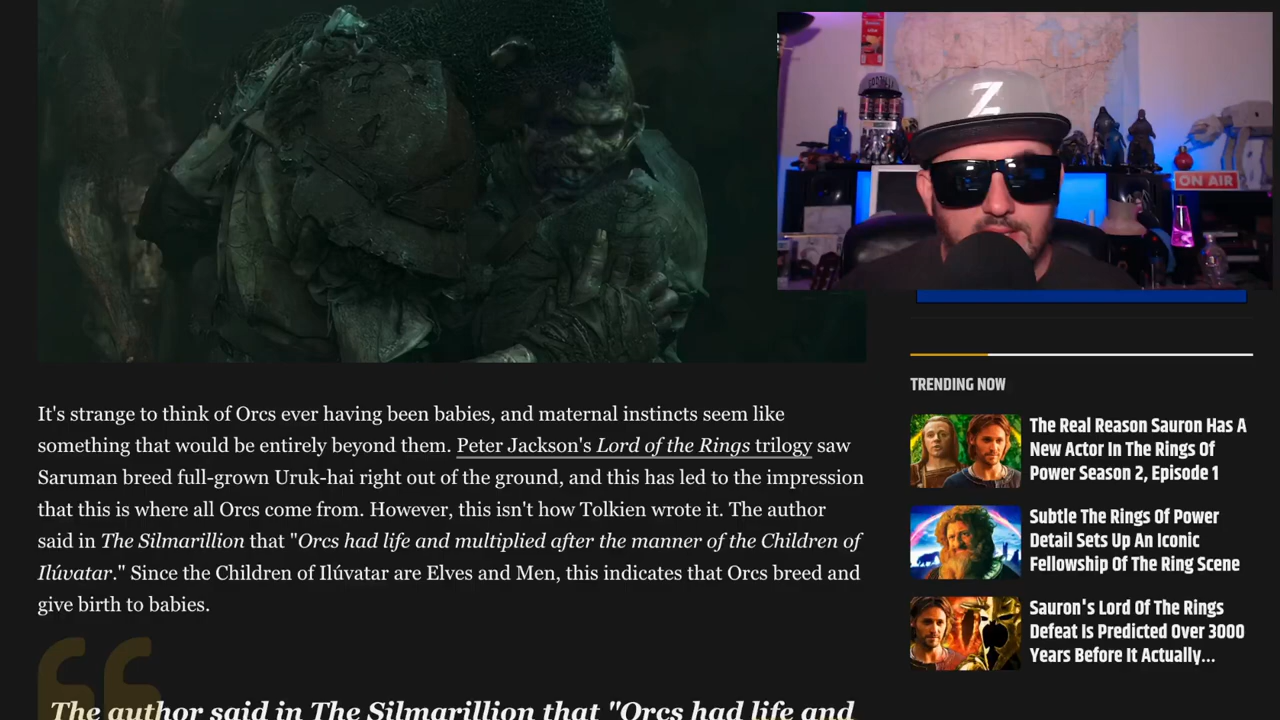 Z
ON AIR
It's strange to think of Orcs ever having been babies, and maternal instincts seem like
something that would be entirely beyond them. Peter Jackson's Lord of the Rings trilogy saw
Saruman breed full-grown Uruk-hai right out of the ground, and this has led to the impression
that this is where all Orcs come from. However, this isn't how Tolkien wrote it. The author
said in The Silmarillion that "Orcs had life and multiplied after the manner of the Children of
Ilúvatar." Since the Children of Ilúvatar are Elves and Men, this indicates that Orcs breed and
give birth to babies.
The author said in The Silmarillion that "Orcs had life and
TRENDING NOW
The Real Reason Sauron Has A
New Actor In The Rings Of
Power Season 2, Episode 1
Subtle The Rings Of Power
Detail Sets Up An Iconic
Fellowship Of The Ring Scene
Sauron's Lord Of The Rings
Defeat Is Predicted Over 3000
Years Before It Actually...